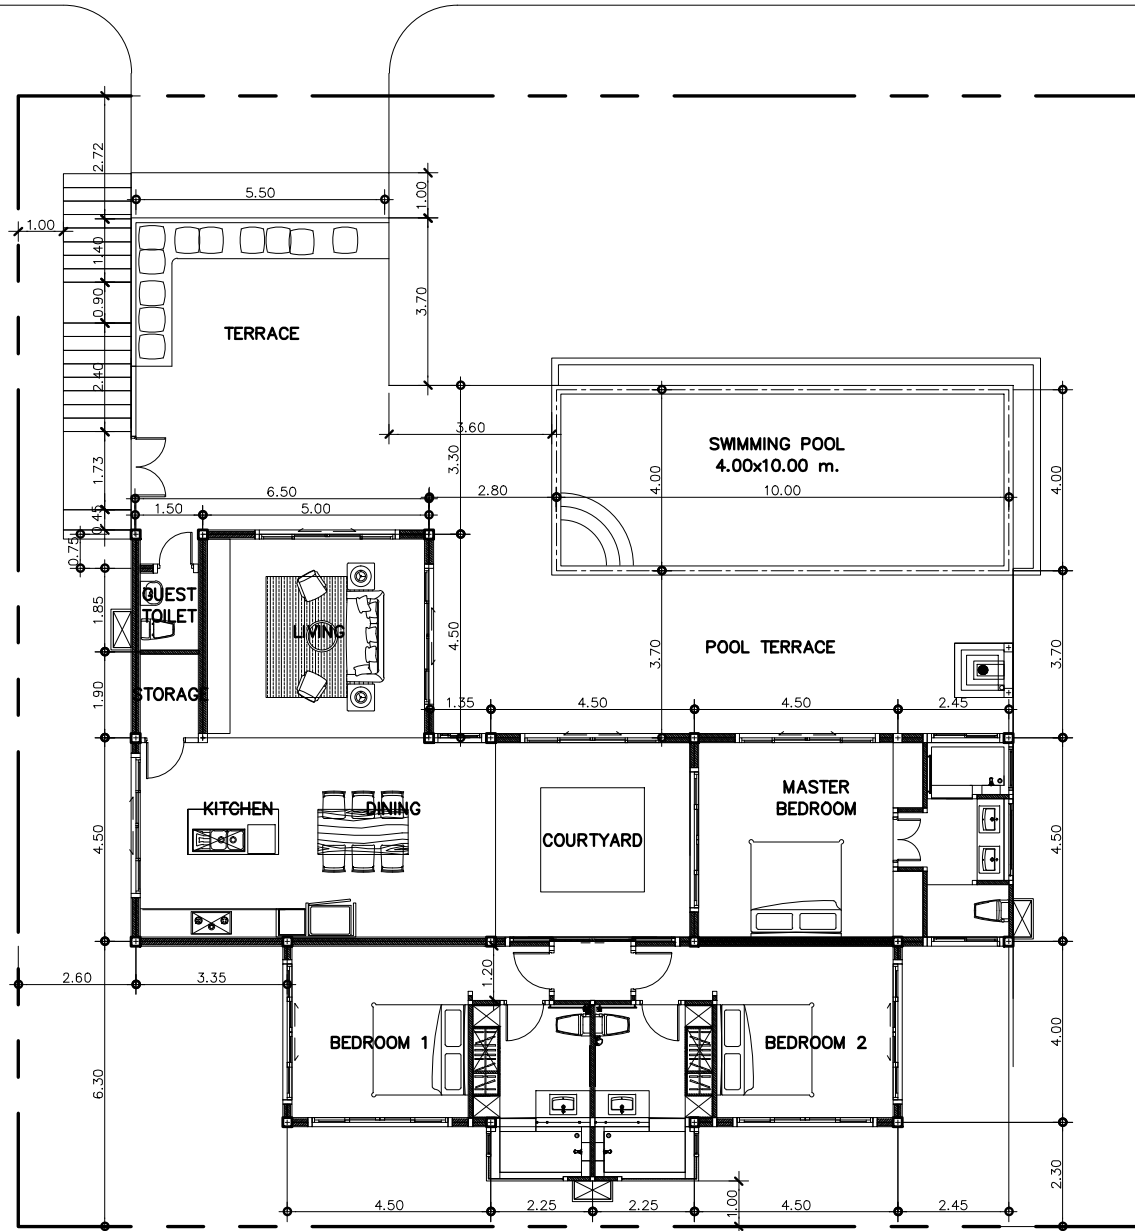 2.72
5.50
1.00
1.00
1.40
0.90
3.70
TERRACE
2.40
3.60
SWIMMING POOL
4.00x10.00 m.
1.73
3.30
4.00
4.00
6.50
2.80
10.00
1.50
5.00
0.45
0.75
GUEST
TOILET
1.85
LIVING
4.50
3.70
POOL TERRACE
3.70
STORAGE
1.90
1.35
4.50
4.50
2.45
MASTER
BEDROOM
KITCHEN
DINING
COURTYARD
4.50
4.50
2.60
3.35
1.20
BEDROOM 1
BEDROOM 2
4.00
6.30
2.30
4.50
2.25
2.25
1.00
4.50
2.45